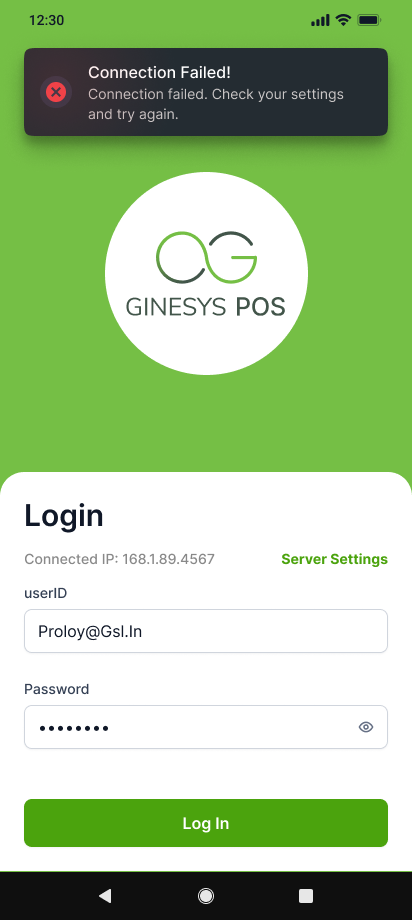 12:30
Connection Failed!
Connection failed. Check your settings
and try again.
GINESYS POS
Login
Connected IP: 168.1.89.4567
Server Settings
userID
Proloy@Gsl.In
Password
Log In